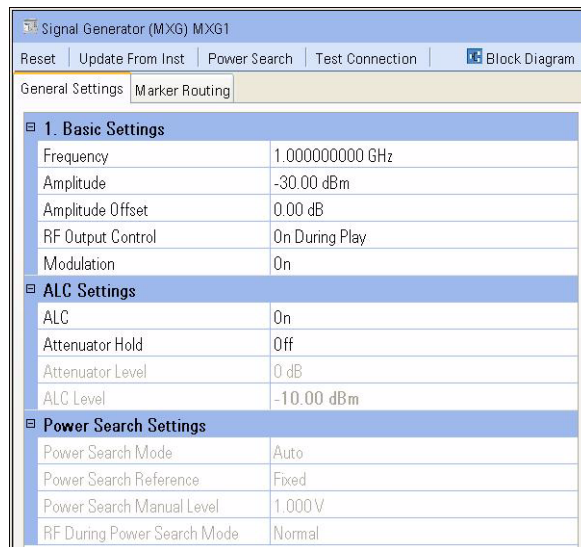 Signal Generator (MXG) MXG1
Reset Update From Inst Power Search Test Connection Block Diagram
General Settings Marker Routing
1. Basic Settings
Frequency 1.000000000 GHz
Amplitude -30.00 dBm
Amplitude Offset 0.00 dB
RF Output Control On During Play
Modulation On
ALC Settings
ALC On
Attenuator Hold Off
Attenuator Level 0 dB
ALC Level -10.00 dBm
Power Search Settings
Power Search Mode Auto
Power Search Reference Fixed
Power Search Manual Level 1.000 V
RF During Power Search Mode Normal